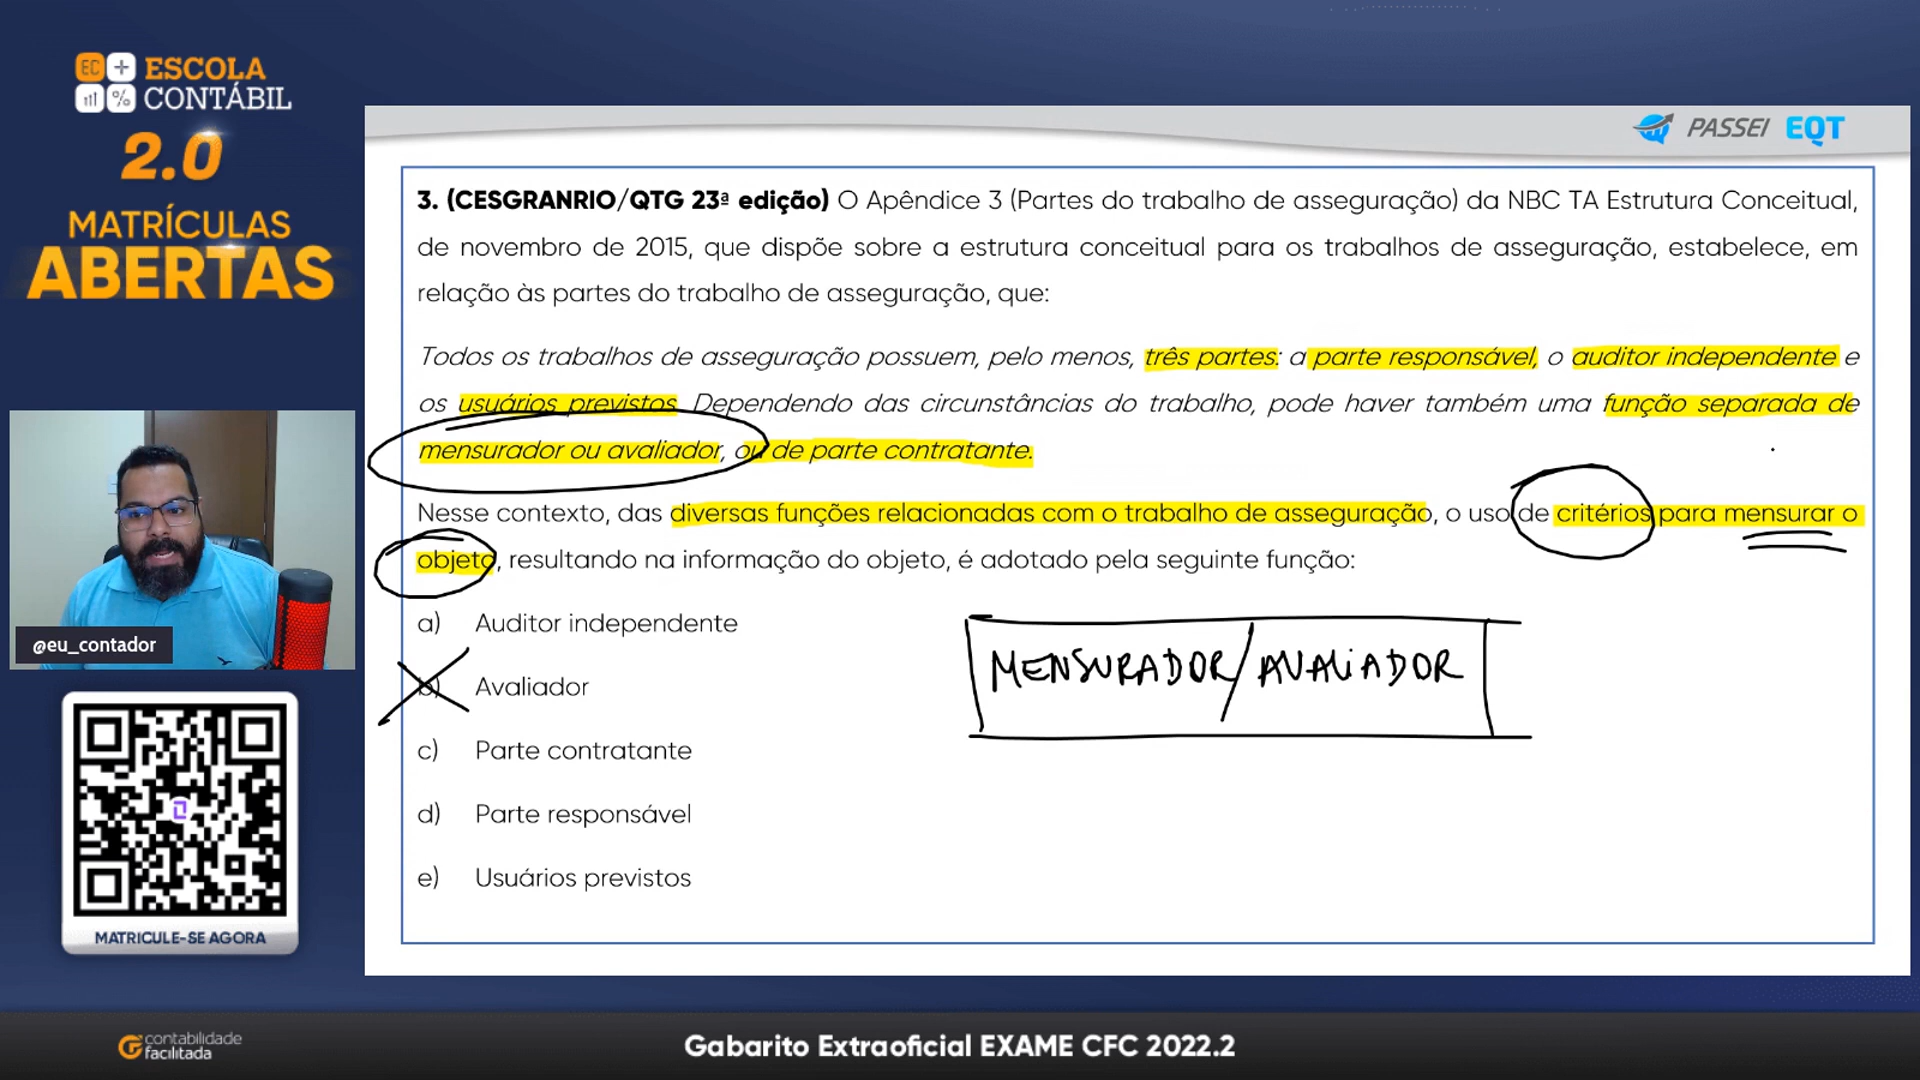 EC
ESCOLA
CONTÁBIL
2.0
MATRÍCULAS
ABERTAS
PASSEI EQT
3. (CESGRANRIO/QTG 23ª edição) O Apêndice 3 (Partes do trabalho de asseguração) da NBC TA Estrutura Conceitual,
de novembro de 2015, que dispõe sobre a estrutura conceitual para os trabalhos de asseguração, estabelece, em
relação às partes do trabalho de asseguração, que:
Todos os trabalhos de asseguração possuem, pelo menos, três partes: a parte responsável, o auditor independente e
os usuários previstos. Dependendo das circunstâncias do trabalho, pode haver também uma função separada de
mensurador ou avaliador, ou de parte contratante.
Nesse contexto, das diversas funções relacionadas com o trabalho de asseguração, o uso de critérios para mensurar o
objeto, resultando na informação do objeto, é adotado pela seguinte função:
a) Auditor independente
b) Avaliador
c) Parte contratante
d) Parte responsável
e) Usuários previstos
MENSURADOR/AVALIADOR
@eu_contador
MATRICULE-SE AGORA
contabilidade
facilitada
Gabarito Extraoficial EXAME CFC 2022.2